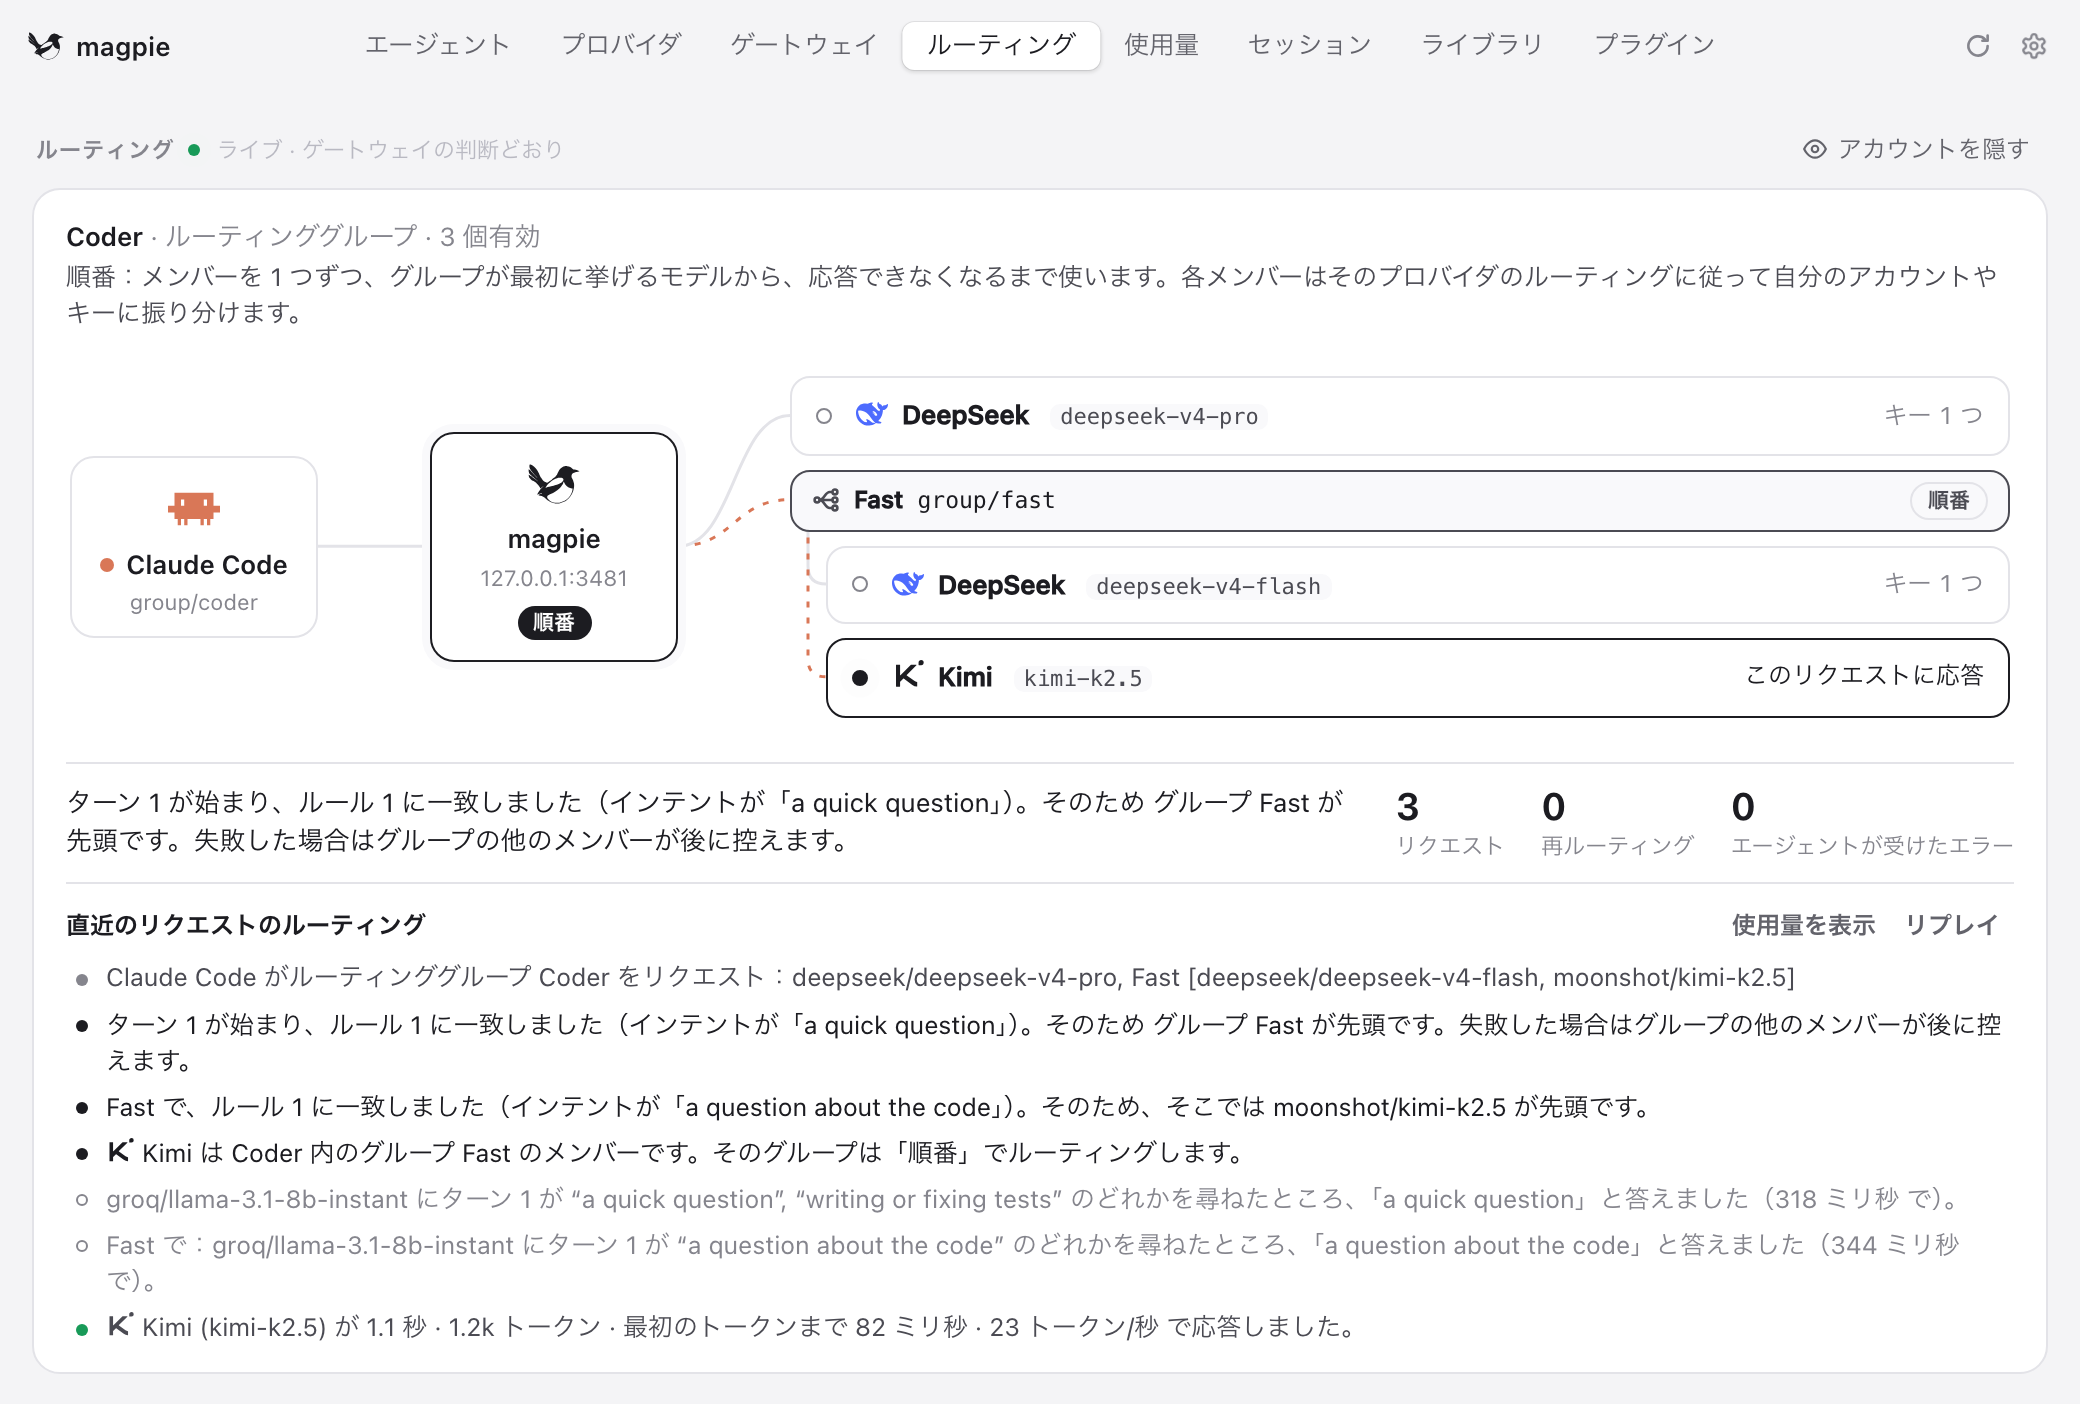 magpie
エージェント
プロバイダ
ゲートウェイ
ルーティング
使用量
セッション
ライブラリ
プラグイン
ルーティング
ライブ · ゲートウェイの判断どおり
アカウントを隠す
Coder · ルーティンググループ · 3 個有効
順番：メンバーを 1 つずつ、グループが最初に挙げるモデルから、応答できなくなるまで使います。各メンバーはそのプロバイダのルーティングに従って自分のアカウントや
キーに振り分けます。
Claude Code
group/coder
magpie
127.0.0.1:3481
順番
DeepSeek deepseek-v4-pro キー 1 つ
Fast group/fast 順番
DeepSeek deepseek-v4-flash キー 1 つ
Kimi kimi-k2.5 このリクエストに応答
ターン 1 が始まり、ルール 1 に一致しました（インテントが「a quick question」）。そのため グループ Fast が
先頭です。失敗した場合はグループの他のメンバーが後に控えます。
3
リクエスト
0
再ルーティング
0
エージェントが受けたエラー
直近のリクエストのルーティング
使用量を表示
リプレイ
Claude Code がルーティンググループ Coder をリクエスト：deepseek/deepseek-v4-pro, Fast [deepseek/deepseek-v4-flash, moonshot/kimi-k2.5]
ターン 1 が始まり、ルール 1 に一致しました（インテントが「a quick question」）。そのため グループ Fast が先頭です。失敗した場合はグループの他のメンバーが後に控
えます。
Fast で、ルール 1 に一致しました（インテントが「a question about the code」）。そのため、そこでは moonshot/kimi-k2.5 が先頭です。
Kimi は Coder 内のグループ Fast のメンバーです。そのグループは「順番」でルーティングします。
groq/llama-3.1-8b-instant にターン 1 が “a quick question”, “writing or fixing tests” のどれかを尋ねたところ、「a quick question」と答えました（318 ミリ秒 で）。
Fast で：groq/llama-3.1-8b-instant にターン 1 が “a question about the code” のどれかを尋ねたところ、「a question about the code」と答えました（344 ミリ秒
で）。
Kimi (kimi-k2.5) が 1.1 秒 · 1.2k トークン · 最初のトークンまで 82 ミリ秒 · 23 トークン/秒 で応答しました。